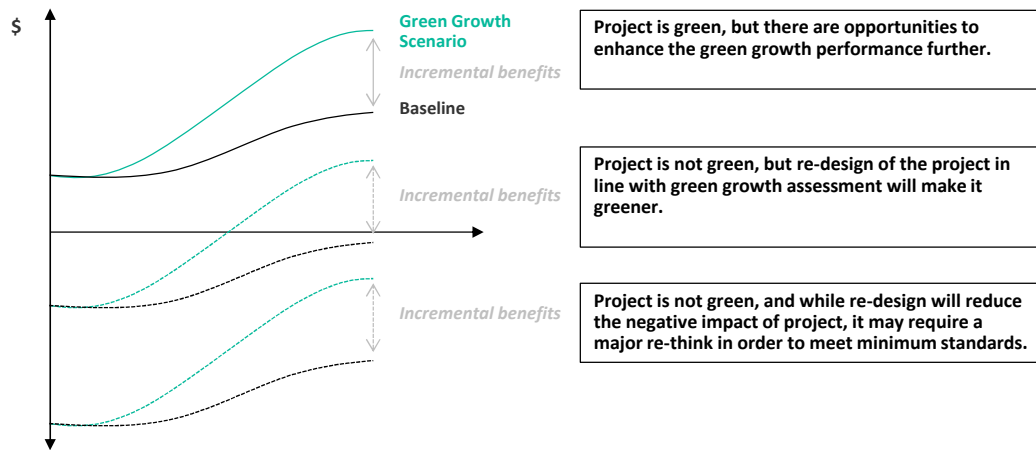 $
Green Growth
Scenario
Incremental benefits
Baseline
Project is green, but there are opportunities to
enhance the green growth performance further.
Incremental benefits
Project is not green, but re-design of the project in
line with green growth assessment will make it
greener.
Incremental benefits
Project is not green, and while re-design will reduce
the negative impact of project, it may require a
major re-think in order to meet minimum standards.